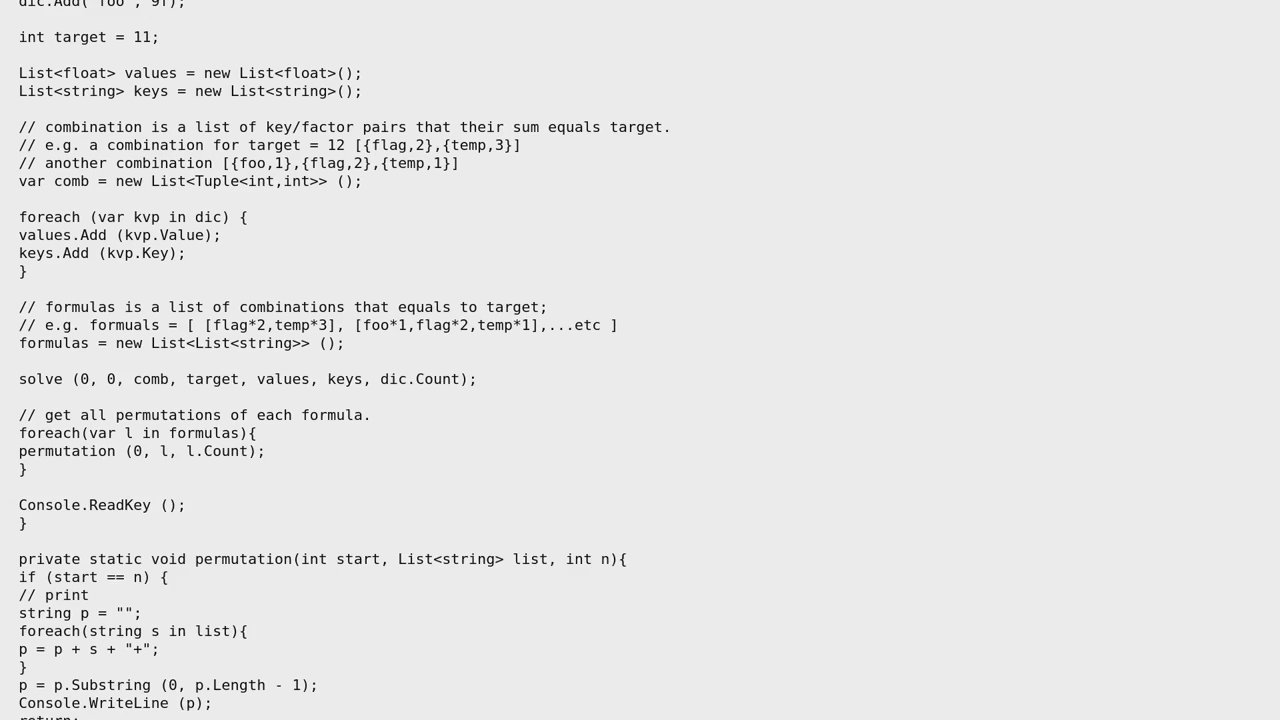 dic.Add("foo", 9f);
int target = 11;
List<float> values = new List<float>();
List<string> keys = new List<string>();
// combination is a list of key/factor pairs that their sum equals target.
// e.g. a combination for target = 12 [{flag,2},{temp,3}]
// another combination [{foo,1},{flag,2},{temp,1}]
var comb = new List<Tuple<int,int>> ();
foreach (var kvp in dic) {
values.Add (kvp.Value);
keys.Add (kvp.Key);
}
// formulas is a list of combinations that equals to target;
// e.g. formuals = [ [flag*2,temp*3], [foo*1,flag*2,temp*1],...etc ]
formulas = new List<List<string>> ();
solve (0, 0, comb, target, values, keys, dic.Count);
// get all permutations of each formula.
foreach(var l in formulas){
permutation (0, l, l.Count);
}
Console.ReadKey ();
}
private static void permutation(int start, List<string> list, int n){
if (start == n) {
// print
string p = "";
foreach(string s in list){
p = p + s + "+";
}
p = p.Substring (0, p.Length - 1);
Console.WriteLine (p);
return;